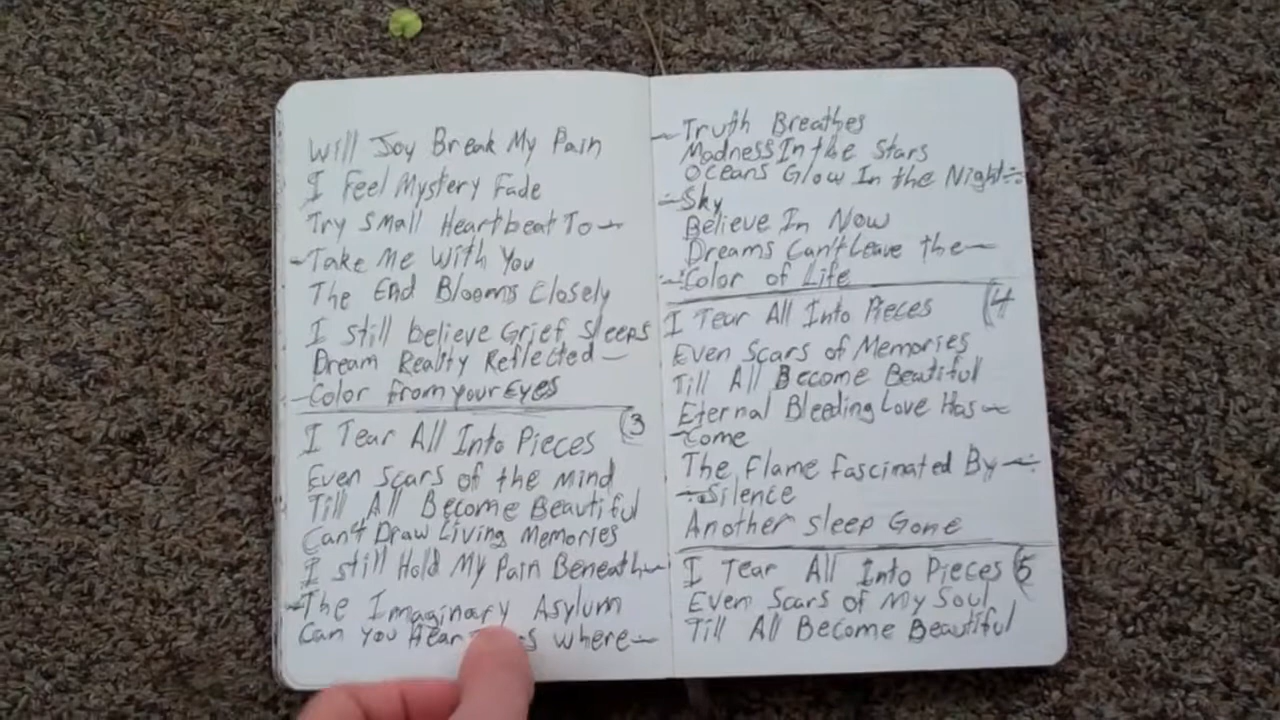 Will Joy Break My Pain
I Feel Mystery Fade
Try Small Heartbeat To-
-Take Me With You
The End Blooms Closely
I still believe Grief Sleeps
Dream Reality Reflected-
-Color from your Eyes
(3
I Tear All Into Pieces
Even Scars of the Mind
Till All Become Beautiful
Can't Draw Living Memories
I still Hold My Pain Beneath-
-The Imaginary Asylum
Can you Hear where-
-Truth Breathes
Madness In the Stars
Oceans Glow In the Night-
-Sky
Believe In Now
Dreams Can't Leave the-
-Color of Life
(4
I Tear All Into Pieces
Even Scars of Memories
Till All Become Beautiful
Eternal Bleeding Love Has-
-Come
The Flame Fascinated By-
-Silence
Another Sleep Gone
I Tear All Into Pieces (5
Even Scars of My Soul
Till All Become Beautiful